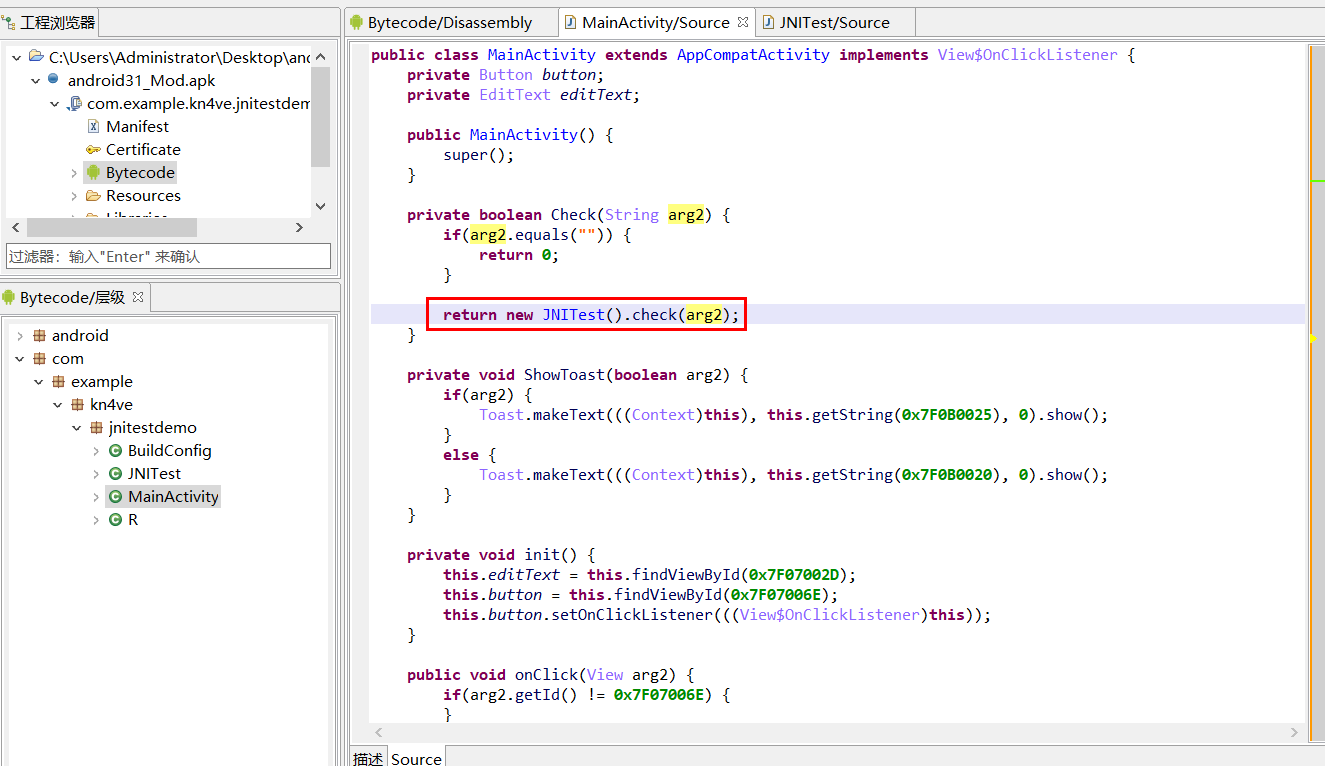 工程浏览器
C:\Users\Administrator\Desktop\and
android31_Mod.apk
com.example.kn4ve.jnitestdem
Manifest
Certificate
Bytecode
Resources
Libraries
过滤器：输入"Enter" 来确认
Bytecode/层级
android
com
example
kn4ve
jnitestdemo
BuildConfig
JNITest
MainActivity
R
Bytecode/Disassembly
MainActivity/Source
JNITest/Source
public class MainActivity extends AppCompatActivity implements View$OnClickListener {
    private Button button;
    private EditText editText;
    public MainActivity() {
        super();
    }
    private boolean Check(String arg2) {
        if(arg2.equals("")) {
            return 0;
        }
        return new JNITest().check(arg2);
    }
    private void ShowToast(boolean arg2) {
        if(arg2) {
            Toast.makeText(((Context)this), this.getString(0x7F0B0025), 0).show();
        }
        else {
            Toast.makeText(((Context)this), this.getString(0x7F0B0020), 0).show();
        }
    }
    private void init() {
        this.editText = this.findViewById(0x7F07002D);
        this.button = this.findViewById(0x7F07006E);
        this.button.setOnClickListener(((View$OnClickListener)this));
    }
    public void onClick(View arg2) {
        if(arg2.getId() != 0x7F07006E) {
        }
描述
Source